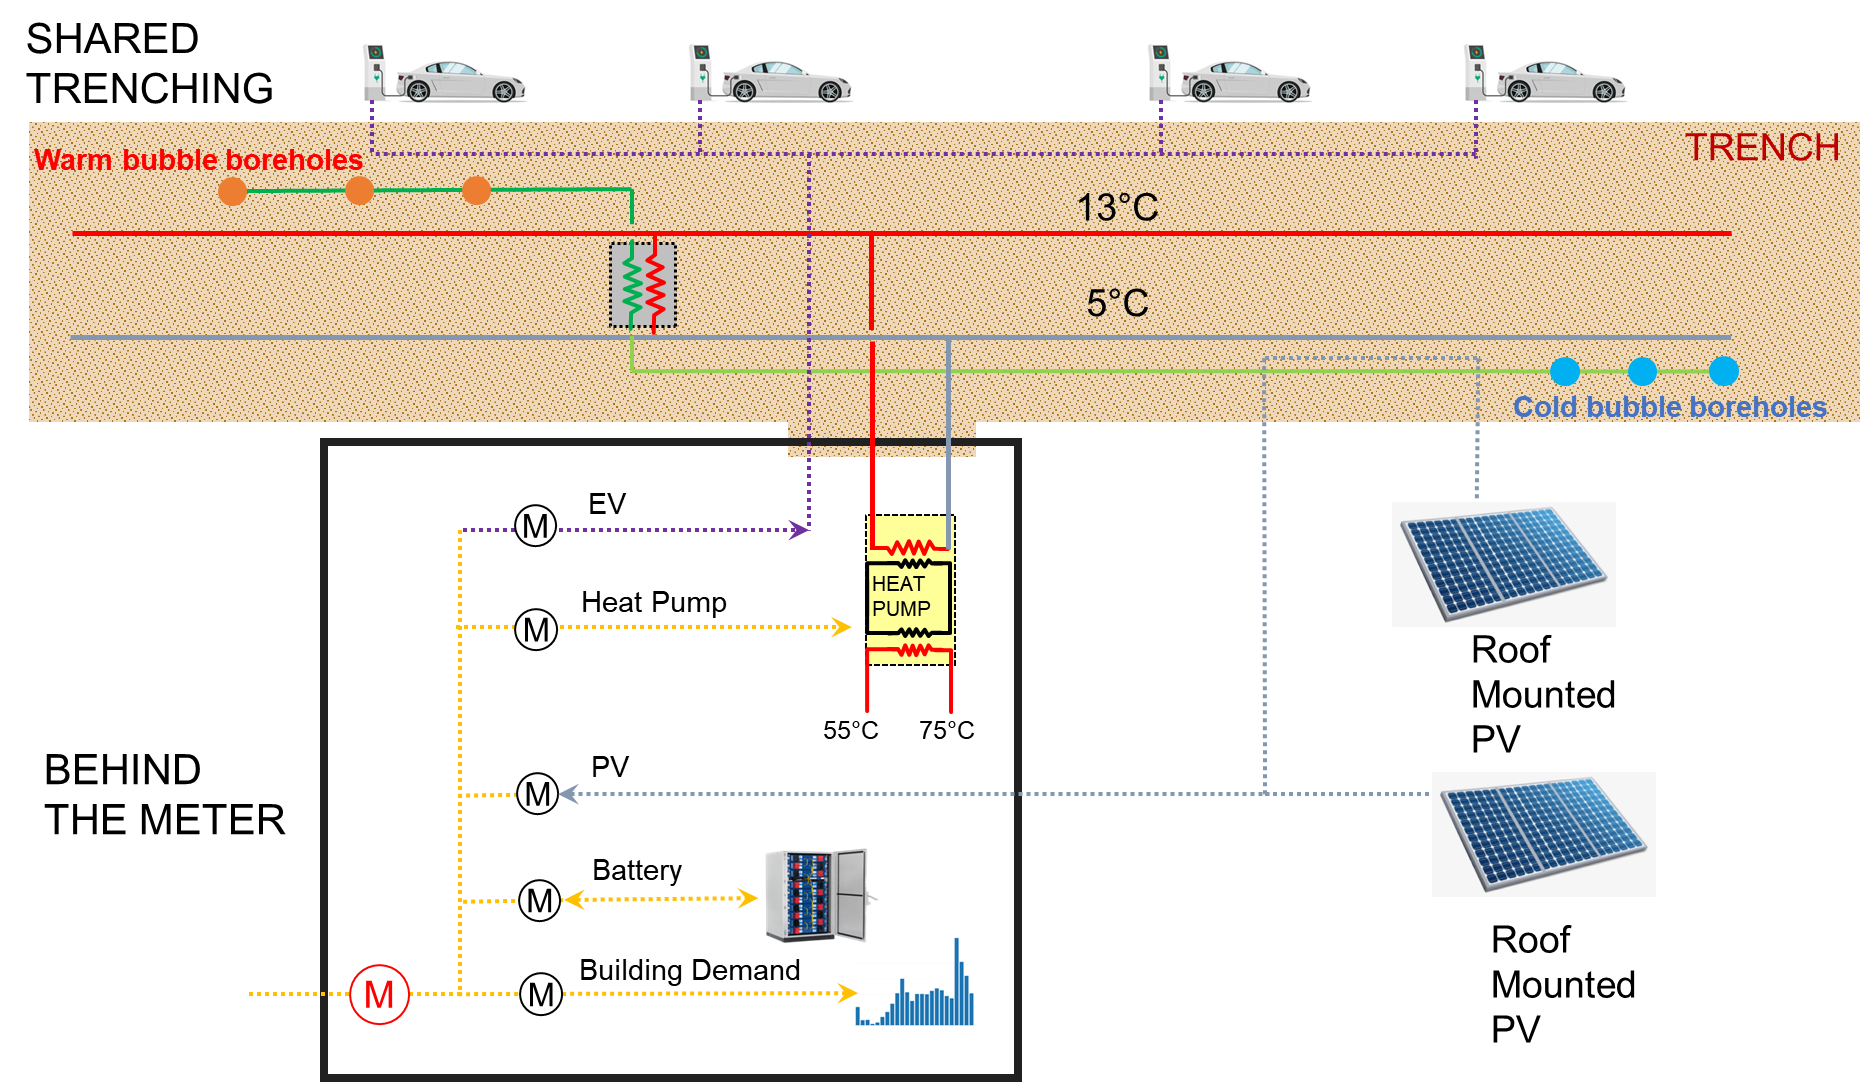 SHARED
TRENCHING
Warm bubble boreholes
TRENCH
13°C
5°C
Cold bubble boreholes
M
EV
M
Heat Pump
HEAT
PUMP
55°C
75°C
Roof
Mounted
PV
BEHIND
THE METER
M
PV
M
Battery
M
M
Building Demand
Roof
Mounted
PV